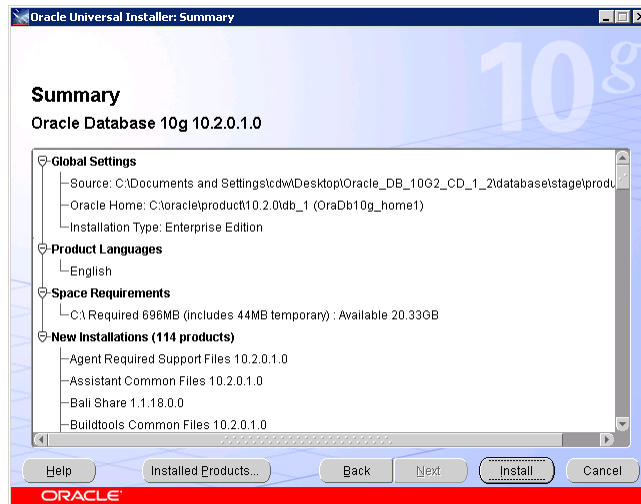 Oracle Universal Installer: Summary
10g
Summary
Oracle Database 10g 10.2.0.1.0
Global Settings
Source: C:\Documents and Settings\cdw\Desktop\Oracle_DB_10G2_CD_1_2\database\stage\produ
Oracle Home: C:\oracle\product\10.2.0\db_1 (OraDb10g_home1)
Installation Type: Enterprise Edition
Product Languages
English
Space Requirements
C:\ Required 696MB (includes 44MB temporary) : Available 20.33GB
New Installations (114 products)
Agent Required Support Files 10.2.0.1.0
Assistant Common Files 10.2.0.1.0
Bali Share 1.1.18.0.0
Buildtools Common Files 10.2.0.1.0
Help Installed Products... Back Next Install Cancel
ORACLE